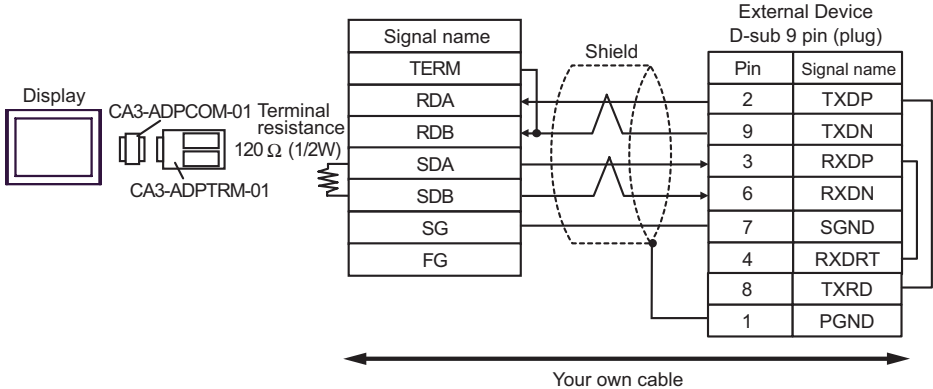 External Device
D-sub 9 pin (plug)
Signal name
Shield
Pin Signal name
TERM
Display
CA3-ADPCOM-01
Terminal
resistance
120 Ω (1/2W)
CA3-ADPTRM-01
RDA 2 TXDP
RDB 9 TXDN
SDA 3 RXDP
SDB 6 RXDN
SG 7 SGND
FG 4 RXDRT
8 TXRD
1 PGND
Your own cable